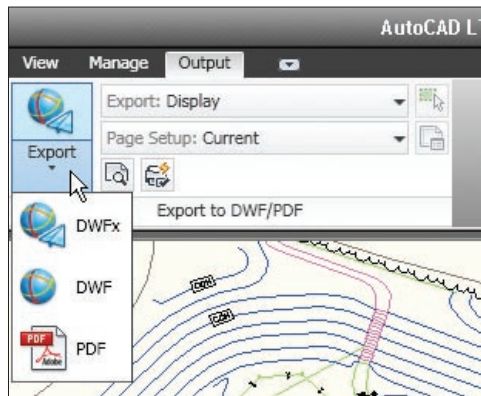 AutoCAD LT
View Manage Output
Export: Display
Page Setup: Current
Export
Export to DWF/PDF
DWFx
DWF
PDF
Adobe
PDF